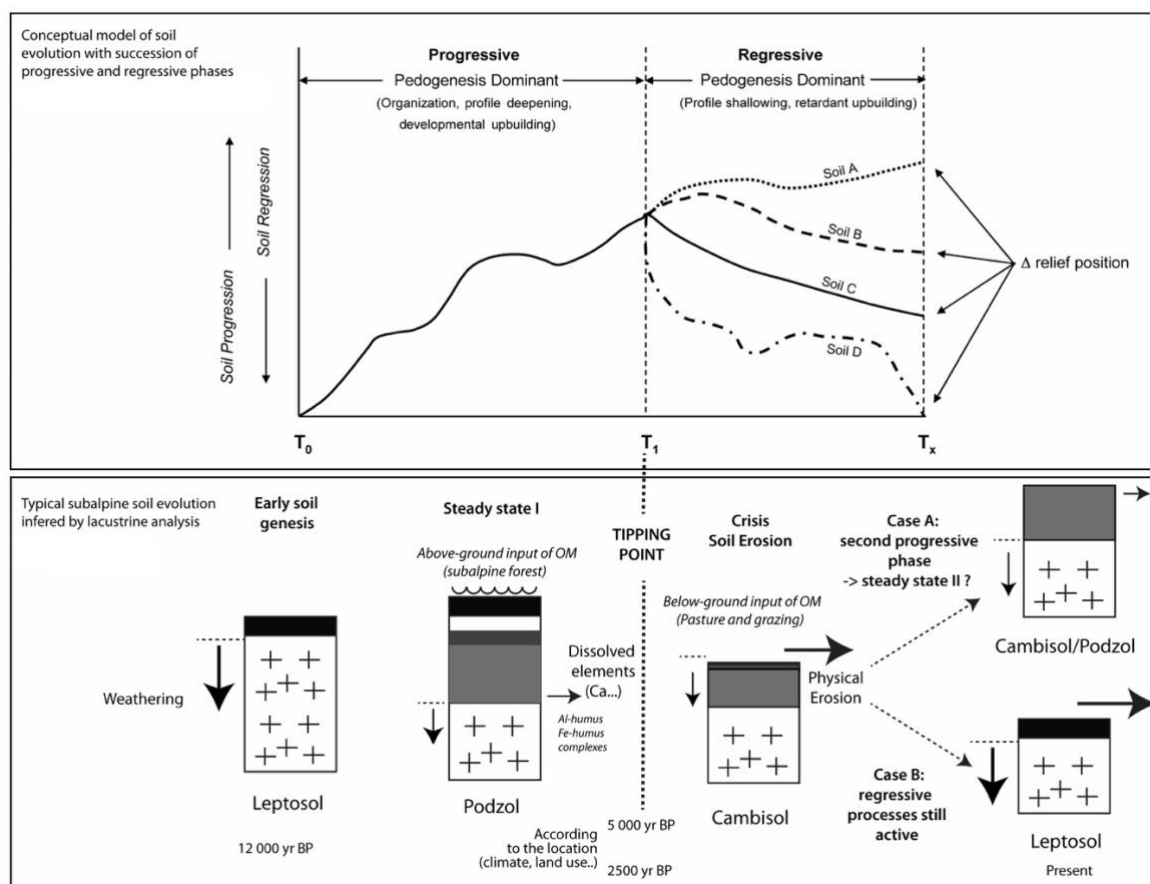 Conceptual model of soil
evolution with succession of
progressive and regressive phases
Progressive
Pedogenesis Dominant
(Organization, profile deepening,
developmental upbuilding)
Regressive
Pedogenesis Dominant
(Profile shallowing, retardant upbuilding)
Soil Progression
Soil Regression
Soil A
Soil B
Soil C
Soil D
Δ relief position
T0
T1
Tx
Typical subalpine soil evolution
infered by lacustrine analysis
Early soil
genesis
Weathering
Leptosol
12 000 yr BP
Steady state I
Above-ground input of OM
(subalpine forest)
Dissolved
elements
(Ca...)
Al-humus
Fe-humus
complexes
Podzol
TIPPING
POINT
According
to the location
(climate, land use..)
5 000 yr BP
2500 yr BP
Crisis
Soil Erosion
Below-ground input of OM
(Pasture and grazing)
Physical
Erosion
Cambisol
Case A:
second progressive
phase
-> steady state II ?
Cambisol/Podzol
Case B:
regressive
processes still
active
Leptosol
Present